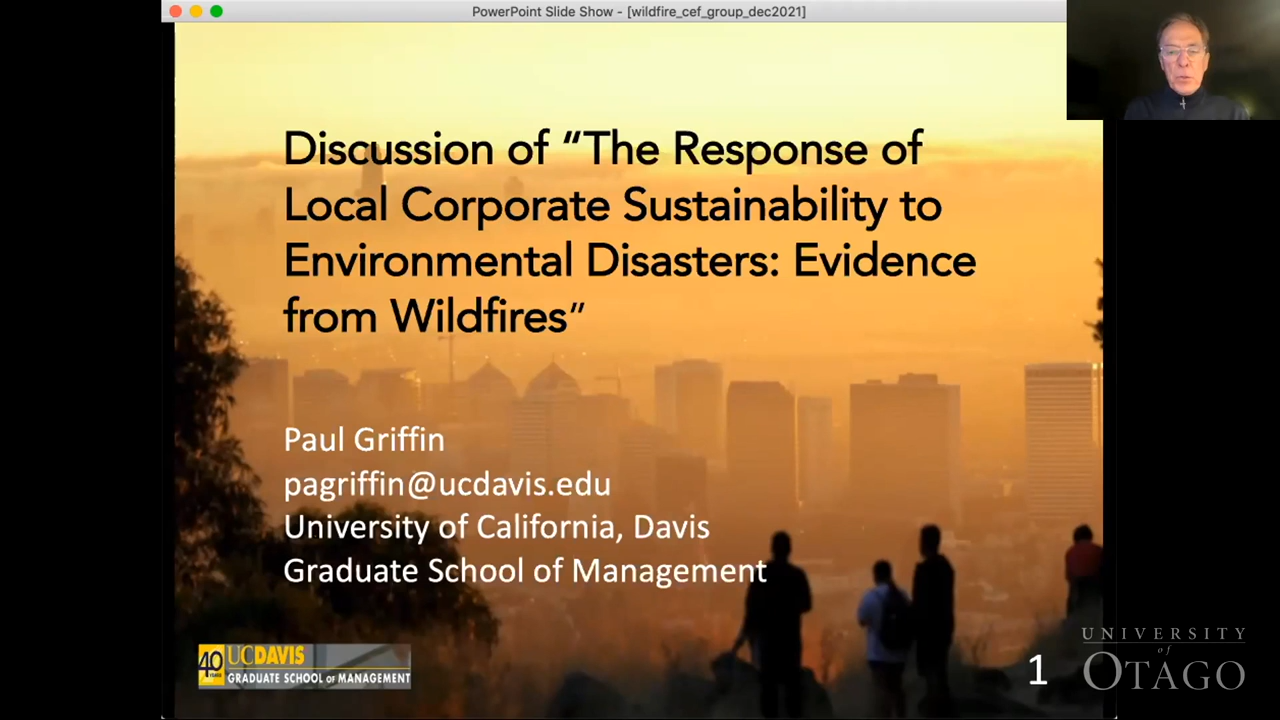 PowerPoint Slide Show - [wildfire_cef_group_dec2021]
Discussion of “The Response of
Local Corporate Sustainability to
Environmental Disasters: Evidence
from Wildfires”
Paul Griffin
pagriffin@ucdavis.edu
University of California, Davis
Graduate School of Management
40 UCDAVIS
YEARS
GRADUATE SCHOOL OF MANAGEMENT
1
UNIVERSITY
of
OTAGO